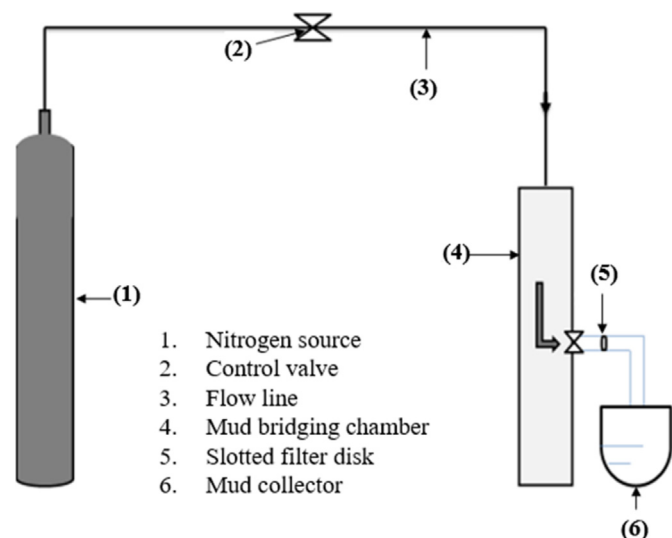 (2)
(3)
(4)
(5)
(1)
1. Nitrogen source
2. Control valve
3. Flow line
4. Mud bridging chamber
5. Slotted filter disk
6. Mud collector
(6)